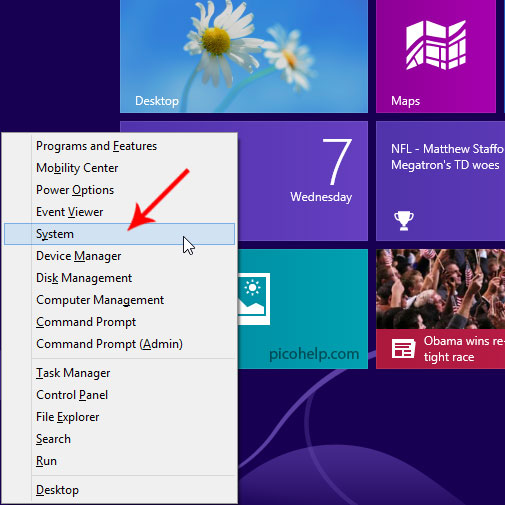 Desktop
Maps
7
Wednesday
NFL - Matthew Staffo
Megatron's TD woes
picohelp.com
Obama wins re-
tight race
Programs and Features
Mobility Center
Power Options
Event Viewer
System
Device Manager
Disk Management
Computer Management
Command Prompt
Command Prompt (Admin)
Task Manager
Control Panel
File Explorer
Search
Run
Desktop